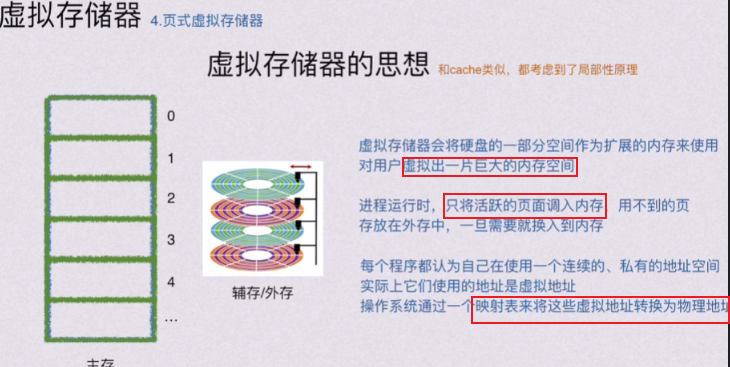 虚拟存储器 4.页式虚拟存储器
虚拟存储器的思想 和cache类似，都考虑到了局部性原理
0
1
2
3
4
...
主存
辅存/外存
虚拟存储器会将硬盘的一部分空间作为扩展的内存来使用
对用户虚拟出一片巨大的内存空间
进程运行时，只将活跃的页面调入内存 用不到的页
存放在外存中，一旦需要就换入到内存
每个程序都认为自己在使用一个连续的、私有的地址空间
实际上它们使用的地址是虚拟地址
操作系统通过一个映射表来将这些虚拟地址转换为物理地址